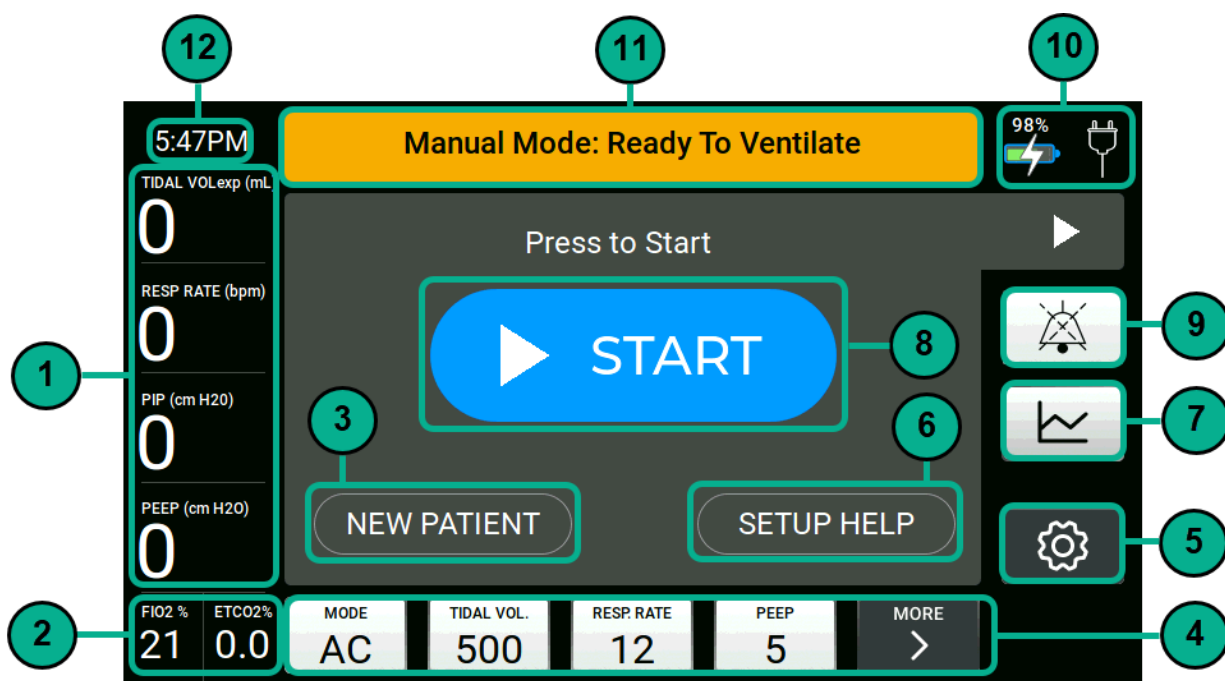 12
11
10
5:47PM
Manual Mode: Ready To Ventilate
98%
TIDAL VOLexp (mL
0
Press to Start
RESP RATE (bpm)
0
START
8
9
1
PIP (cm H20)
0
3
6
7
PEEP (cm H2O)
0
NEW PATIENT
SETUP HELP
5
2
FIO2 %
21
ETCO2%
0.0
MODE
AC
TIDAL VOL.
500
RESP. RATE
12
PEEP
5
MORE
4